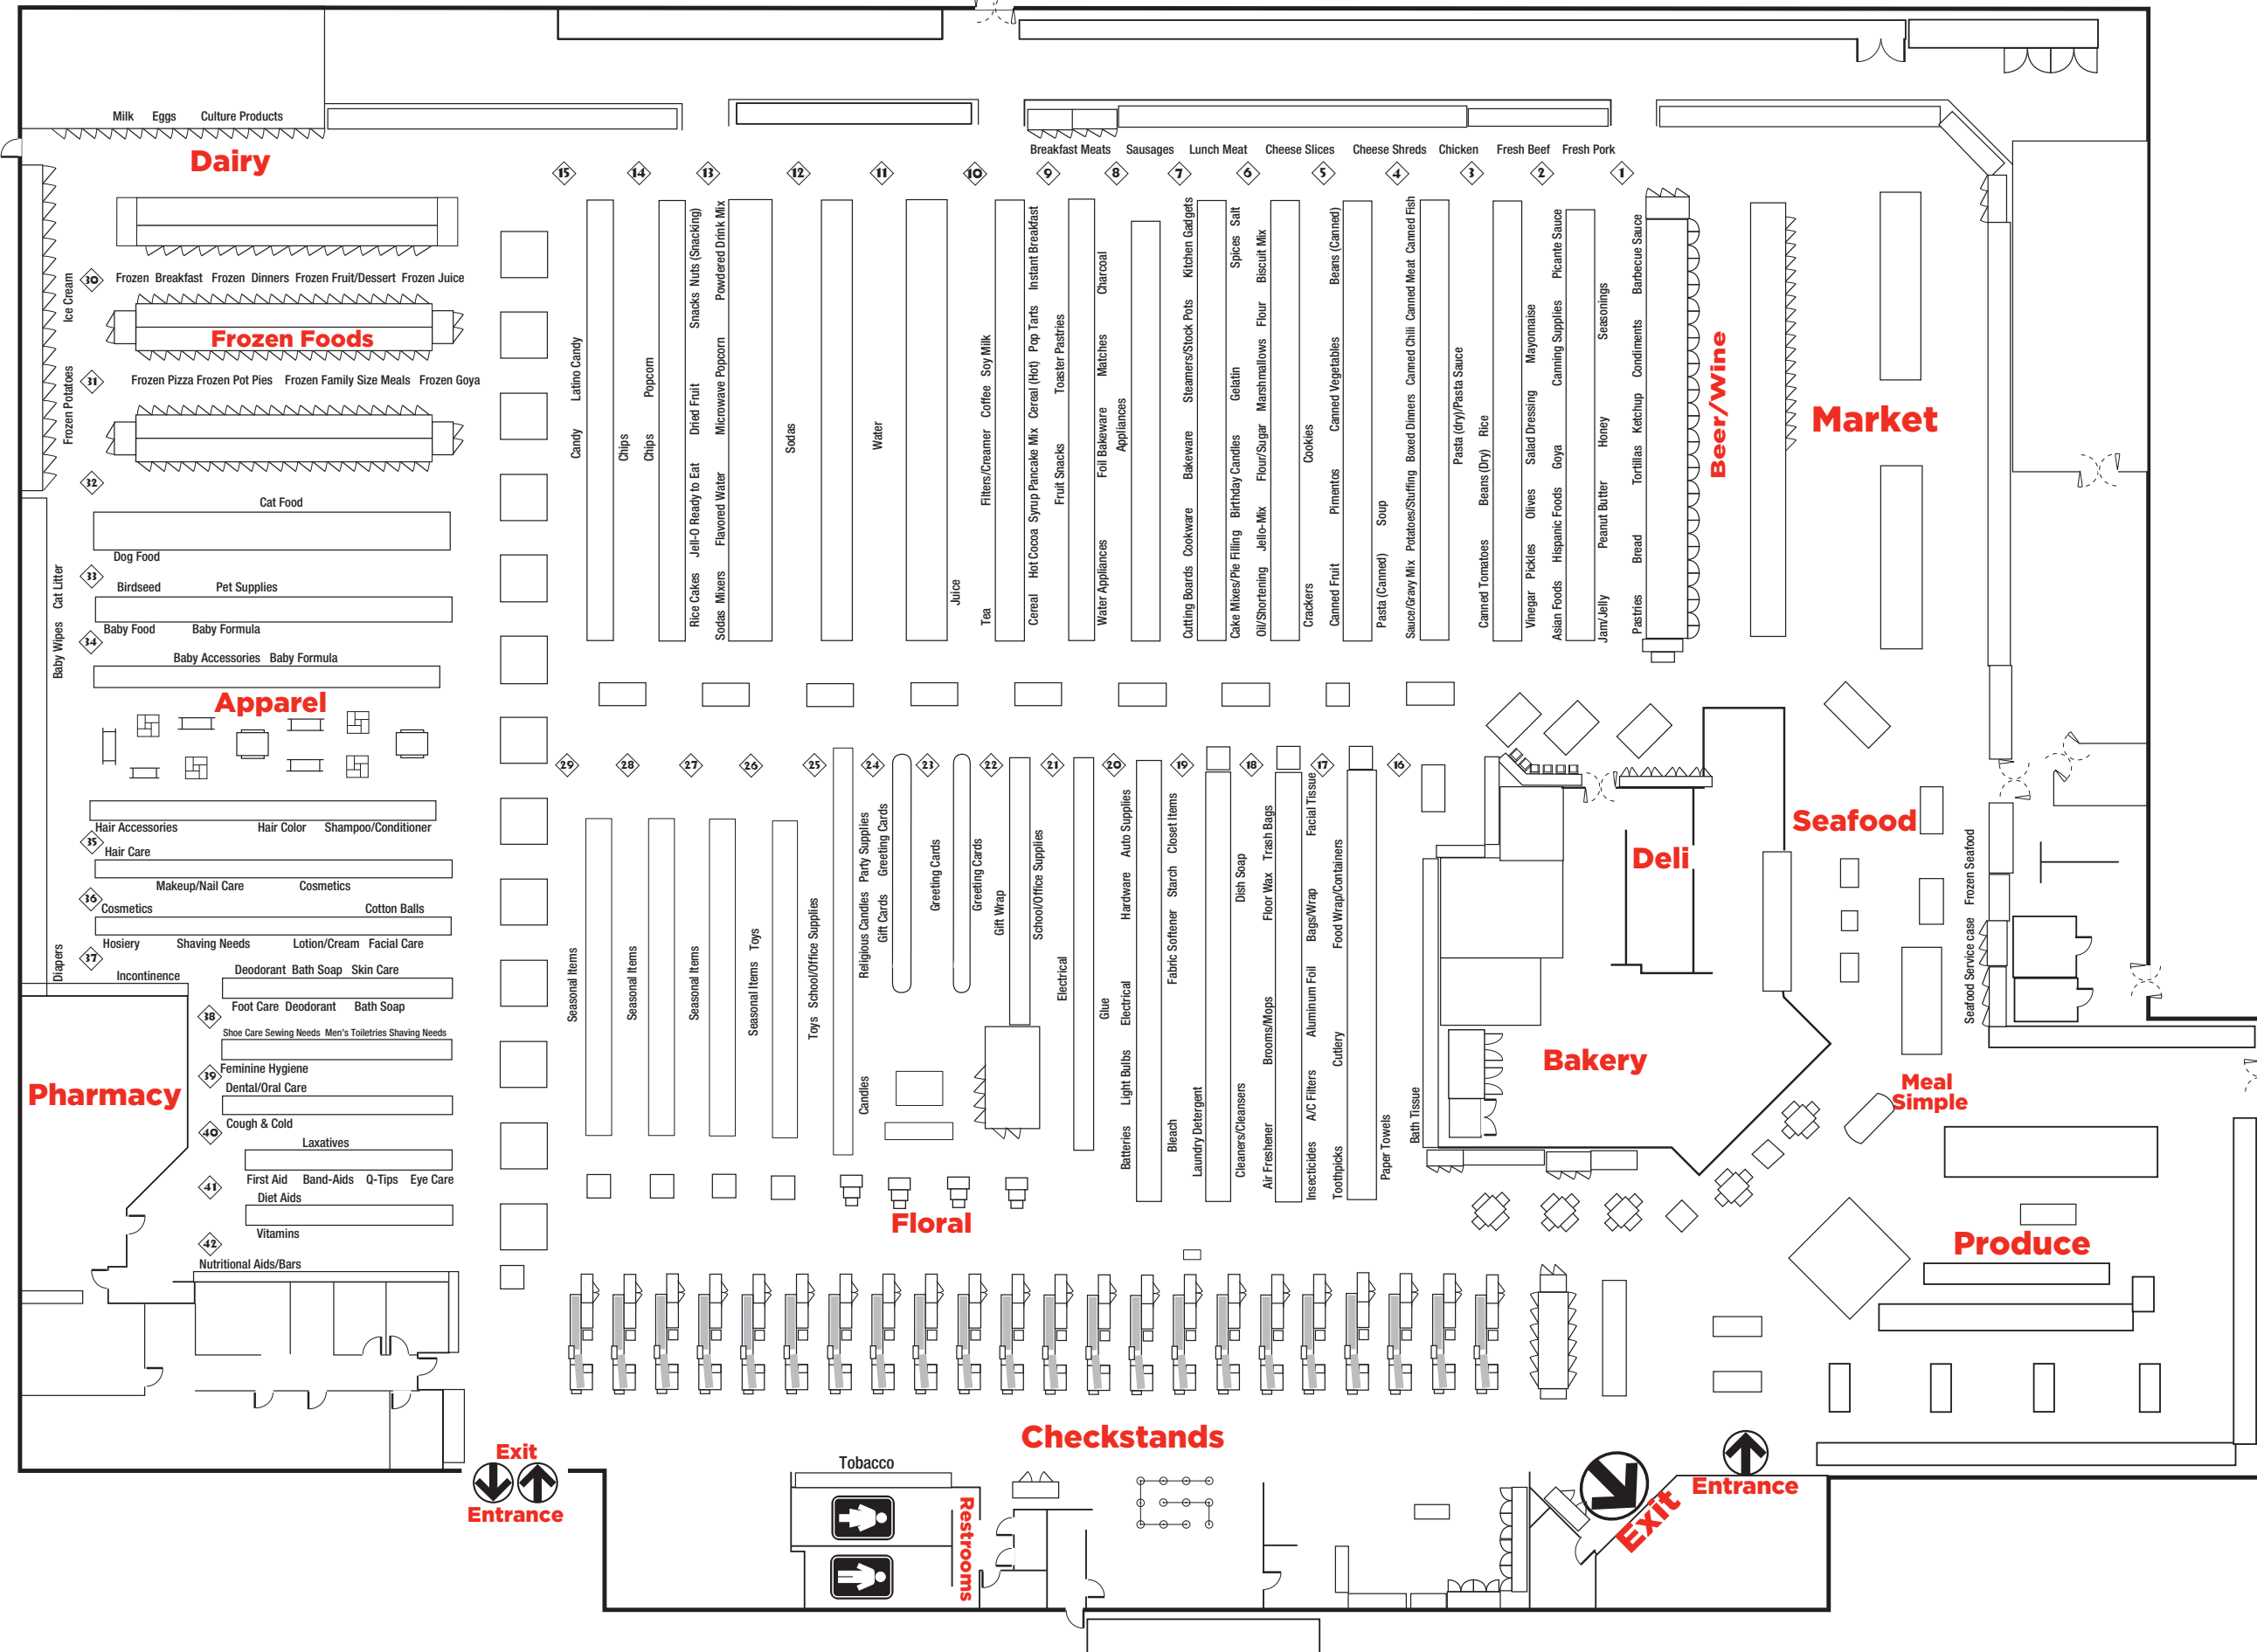 Milk Eggs Culture Products
Dairy
Breakfast Meats Sausages Lunch Meat Cheese Slices Cheese Shreds Chicken Fresh Beef Fresh Pork
15 14 13 12 11 10 9 8 7 6 5 4 3 2 1
Ice Cream
Frozen Potatoes
30
Frozen Breakfast Frozen Dinners Frozen Fruit/Dessert Frozen Juice
Frozen Foods
31
Frozen Pizza Frozen Pot Pies Frozen Family Size Meals Frozen Goya
32
Cat Food
Dog Food
33
Birdseed Pet Supplies
Baby Food Baby Formula
34
Baby Accessories Baby Formula
Baby Wipes Cat Litter
Apparel
Hair Accessories Hair Color Shampoo/Conditioner
35
Hair Care
Makeup/Nail Care Cosmetics
36
Cosmetics Cotton Balls
Hosiery Shaving Needs Lotion/Cream Facial Care
37
Diapers
Incontinence
Deodorant Bath Soap Skin Care
Foot Care Deodorant Bath Soap
38
Shoe Care Sewing Needs Men's Toiletries Shaving Needs
39
Feminine Hygiene
Dental/Oral Care
40
Cough & Cold
Laxatives
First Aid Band-Aids Q-Tips Eye Care
41
Diet Aids
Vitamins
42
Nutritional Aids/Bars
Pharmacy
Candy Latino Candy
Chips
Chips Popcorn
Rice Cakes Jell-O Ready to Eat Dried Fruit Snacks Nuts (Snacking)
Sodas Mixers Flavored Water Microwave Popcorn Powdered Drink Mix
Sodas
Water
Juice
Tea Filters/Creamer Coffee Soy Milk
Cereal Hot Cocoa Syrup Pancake Mix Cereal (Hot) Pop Tarts Instant Breakfast
Fruit Snacks Toaster Pastries
Water Appliances Foil Bakeware Matches Charcoal
Appliances
Cutting Boards Cookware Bakeware Steamers/Stock Pots Kitchen Gadgets
Cake Mixes/Pie Filling Birthday Candles Gelatin Spices Salt
Oil/Shortening Jello-Mix Flour/Sugar Marshmallows Flour Biscuit Mix
Crackers Cookies
Canned Fruit Pimentos Canned Vegetables Beans (Canned)
Pasta (Canned) Soup
Sauce/Gravy Mix Potatoes/Stuffing Boxed Dinners Canned Chili Canned Meat Canned Fish
Pasta (dry)/Pasta Sauce
Canned Tomatoes Beans (Dry) Rice
Vinegar Pickles Olives Salad Dressing Mayonnaise
Asian Foods Hispanic Foods Goya Canning Supplies Picante Sauce
Jam/Jelly Peanut Butter Honey Seasonings
Pastries Bread Tortillas Ketchup Condiments Barbecue Sauce
Beer/Wine
Market
29 28 27 26 25 24 23 22 21 20 19 18 17 16
Seasonal Items
Seasonal Items
Seasonal Items
Seasonal Items Toys
Toys School/Office Supplies
Candles Religious Candles Party Supplies
Gift Cards Greeting Cards
Greeting Cards
Greeting Cards
Gift Wrap
School/Office Supplies
Electrical
Glue
Batteries Light Bulbs Electrical Hardware Auto Supplies
Bleach Fabric Softener Starch Closet Items
Laundry Detergent
Cleaners/Cleansers Dish Soap
Air Freshener Brooms/Mops Floor Wax Trash Bags
Insecticides A/C Filters Aluminum Foil Bags/Wrap Facial Tissue
Toothpicks Cutlery Food Wrap/Containers
Paper Towels
Bath Tissue
Deli
Bakery
Seafood
Seafood Service case Frozen Seafood
Meal
Simple
Produce
Floral
Checkstands
Exit
Entrance
Tobacco
Restrooms
Exit
Entrance